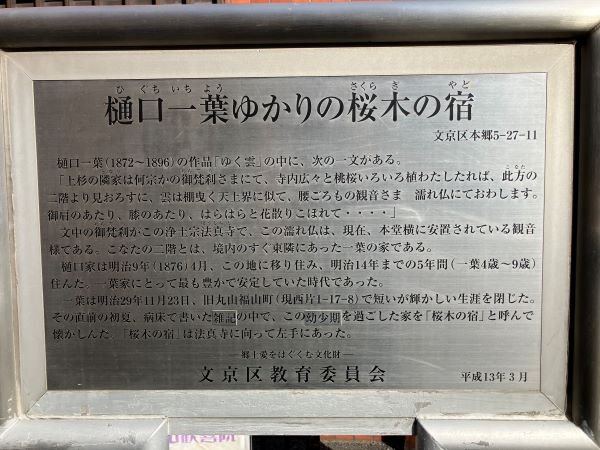 ひ ぐち いち よう さくら ぎ やど
樋口一葉ゆかりの桜木の宿
文京区本郷5-27-11
樋口一葉(1872〜1896)の作品「ゆく雲」の中に、次の一文がある。
「上杉の隣家は何宗かの御梵刹さまにて、寺内広々と桃桜いろいろ植わたしたれば、此方の
こなた
二階より見おろすに、雲は棚曳く天上界に似て、腰ごろもの観音さま 濡れ仏にておわします。
御肩のあたり、膝のあたり、はらはらと花散りこぼれて・・・・」
文中の御梵刹がこの浄土宗法真寺で、この濡れ仏は、現在、本堂横に安置されている観音
様である。こなたの二階とは、境内のすぐ東隣にあった一葉の家である。
樋口家は明治9年(1876)4月、この地に移り住み、明治14年までの5年間(一葉4歳〜9歳)
住んだ。一葉家にとって最も豊かで安定していた時代であった。
一葉は明治29年11月23日、旧丸山福山町(現西片1-17-8)で短いが輝かしい生涯を閉じた。
その直前の初夏、病床で書いた雑記の中で、この幼少期を過ごした家を「桜木の宿」と呼んで
懐かしんだ。「桜木の宿」は法真寺に向って左手にあった。
―郷土愛をはぐくむ文化財―
文京区教育委員会
平成13年3月